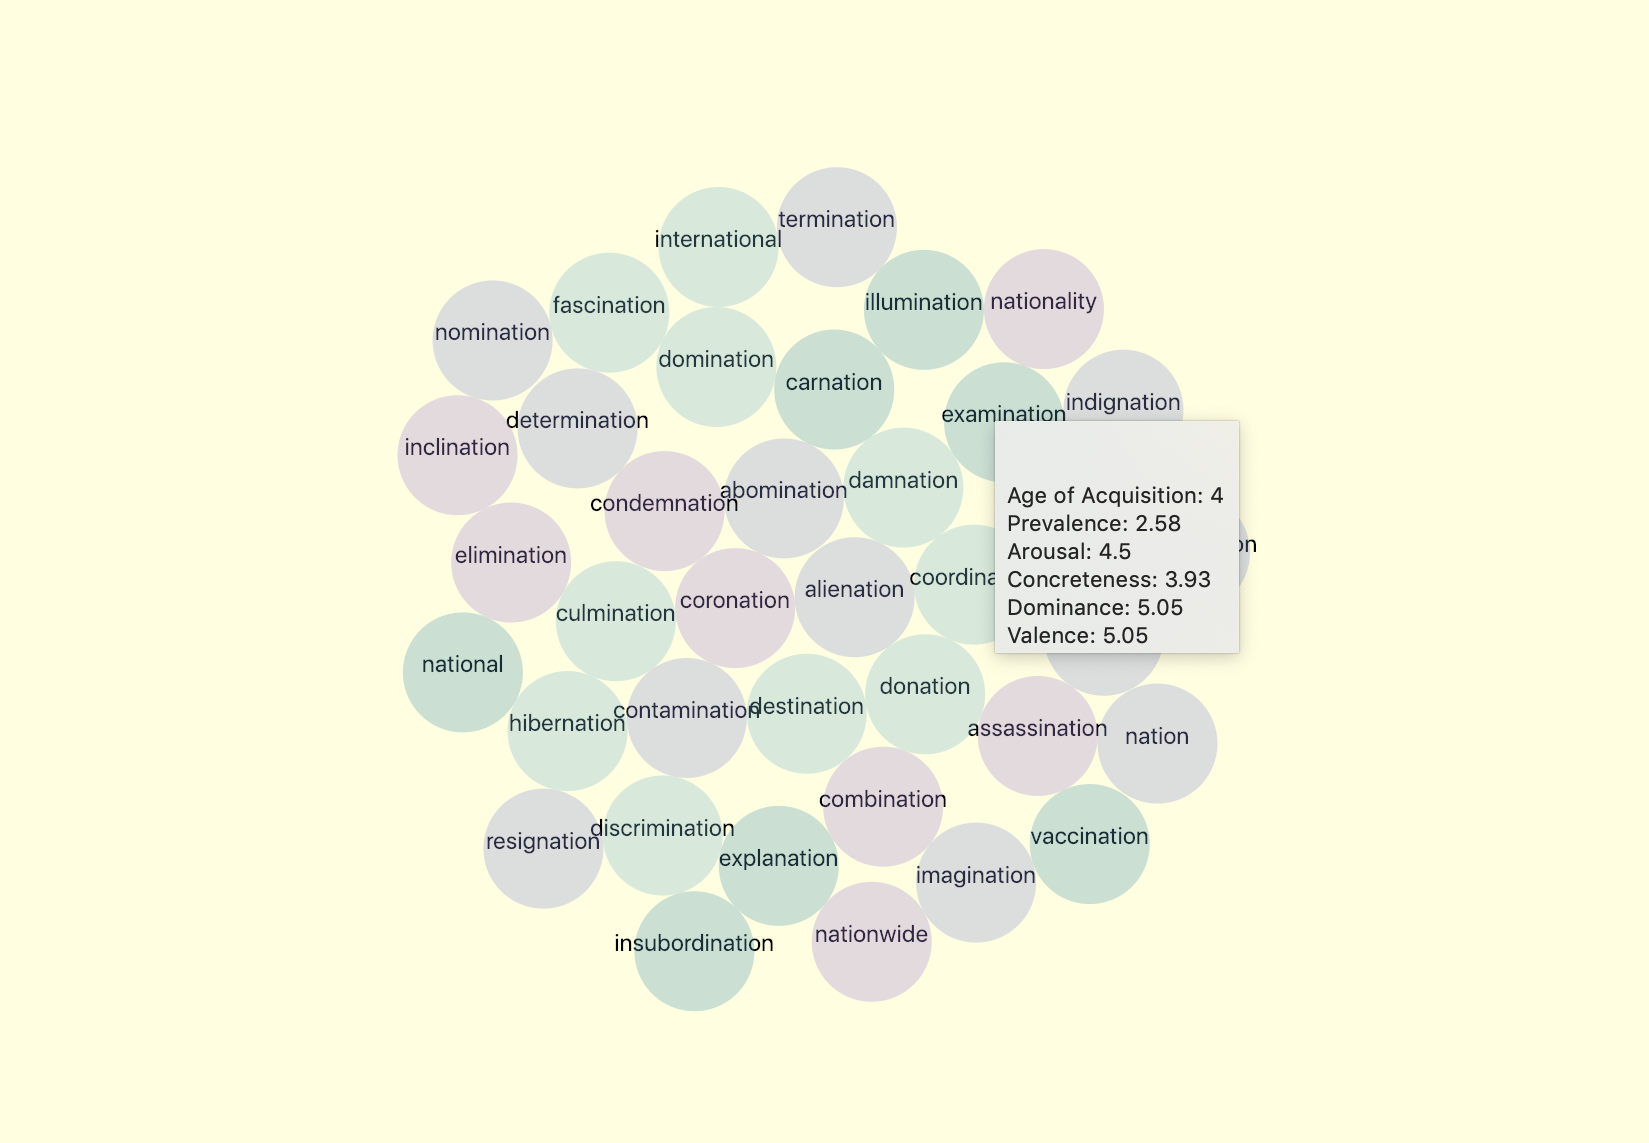 termination
international
illumination
nationality
fascination
nomination
domination
carnation
indignation
examination
determination
inclination
condemnation
abomination
damnation
Age of Acquisition: 4
Prevalence: 2.58
Arousal: 4.5
Concreteness: 3.93
Dominance: 5.05
Valence: 5.05
elimination
culmination
coronation
alienation
national
hibernation
contamination
destination
donation
assassination
nation
combination
vaccination
resignation
discrimination
explanation
imagination
insubordination
nationwide